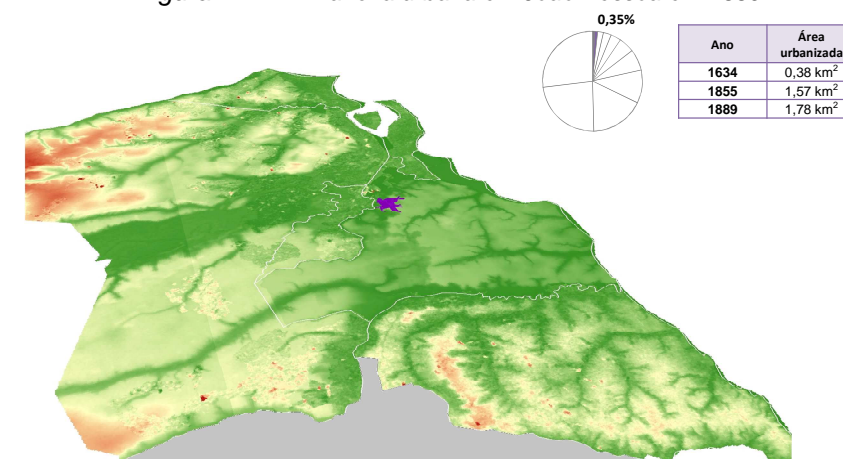 0,35%
Ano Área urbanizada
1634 0,38 km²
1855 1,57 km²
1889 1,78 km²